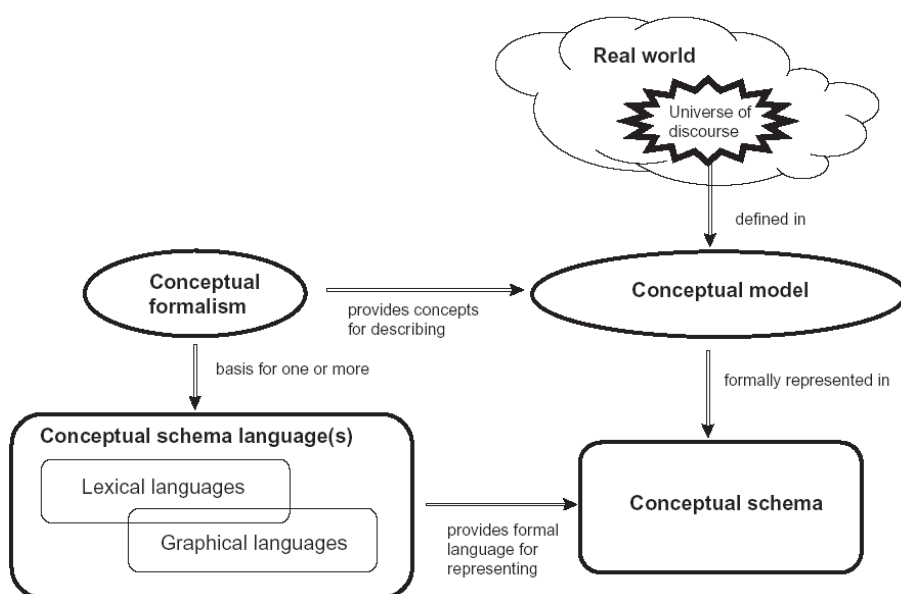 Real world
Universe of
discourse
defined in
Conceptual
formalism
provides concepts
for describing
Conceptual model
basis for one or more
formally represented in
Conceptual schema language(s)
Lexical languages
Graphical languages
provides formal
language for
representing
Conceptual schema